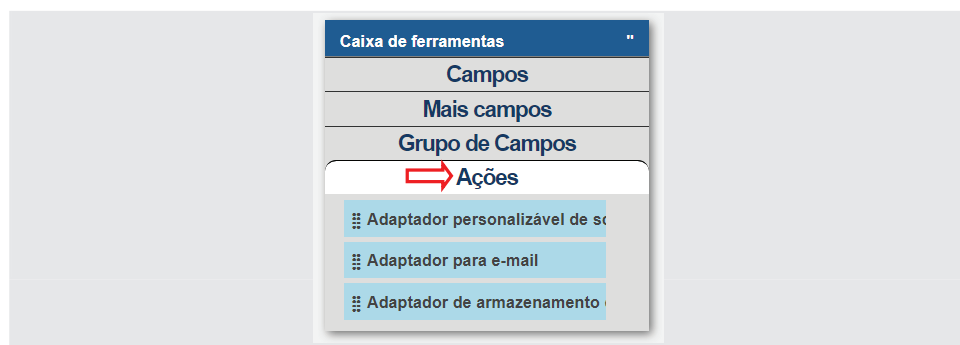 Caixa de ferramentas "
Campos
Mais campos
Grupo de Campos
Ações
Adaptador personalizável de
Adaptador para e-mail
Adaptador de armazenamento